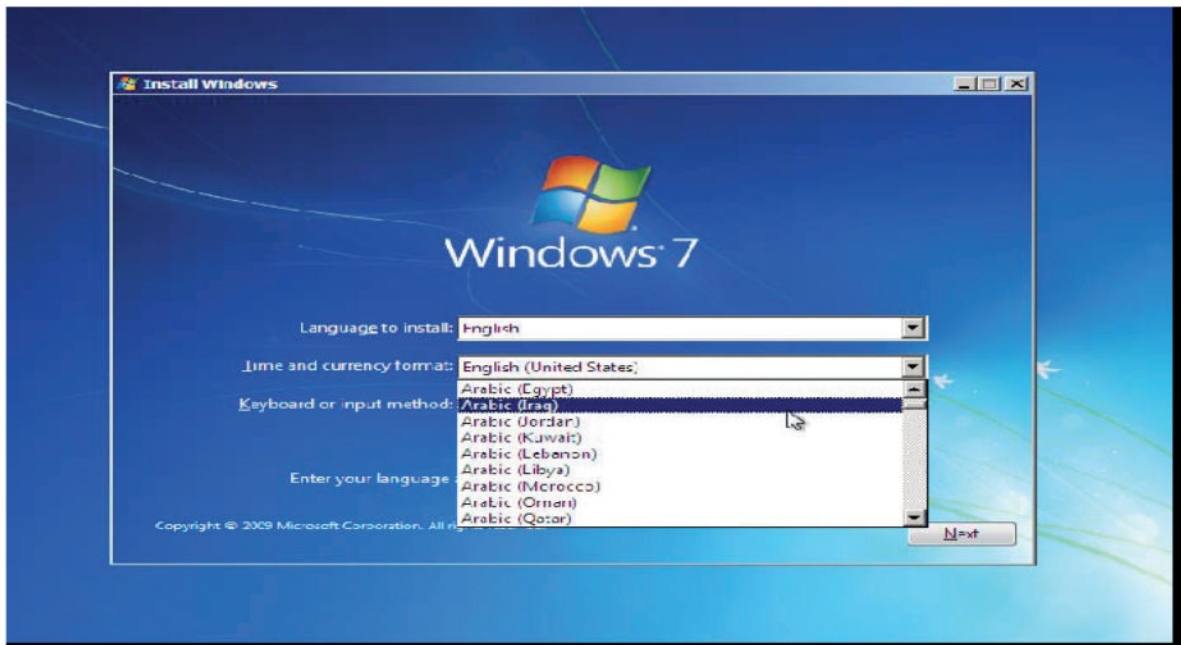 Install Windows
Windows 7
Language to install: English
Time and currency format: English (United States)
Arabic (Egypt)
Keyboard or input method: Arabic (Iraq)
Arabic (Jordan)
Arabic (Kuwait)
Arabic (Lebanon)
Arabic (Libya)
Enter your language
Arabic (Morocco)
Arabic (Oman)
Arabic (Qatar)
Copyright © 2009 Microsoft Corporation. All
Next